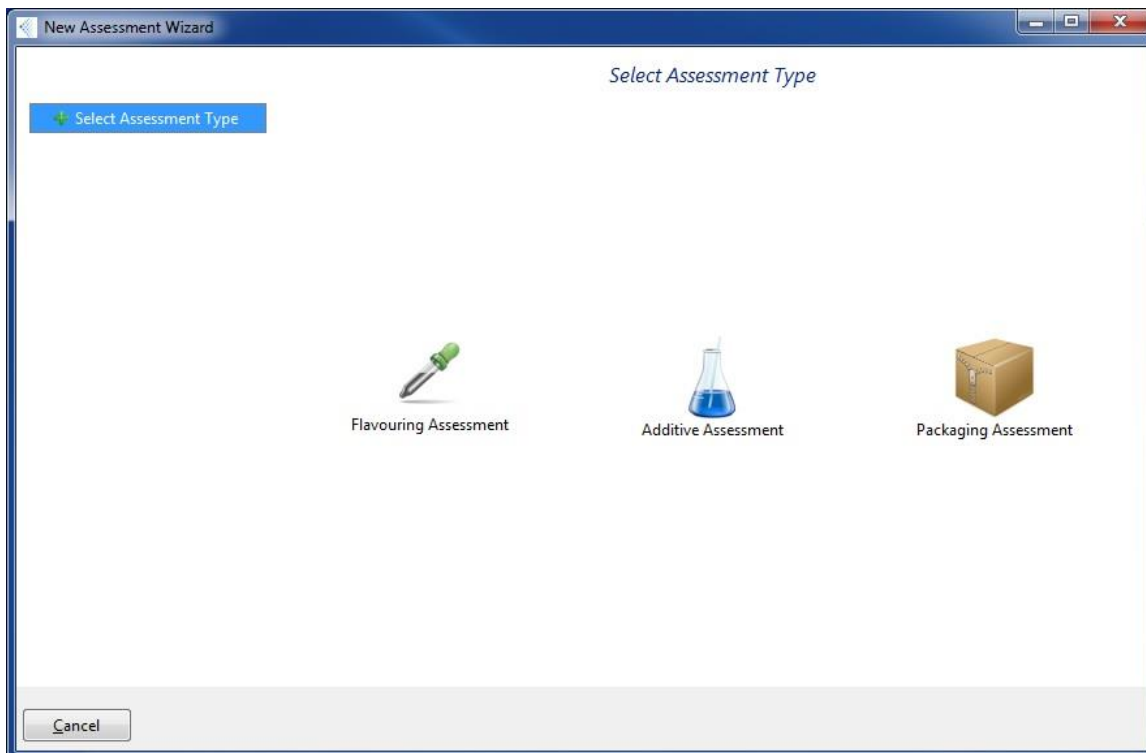 New Assessment Wizard
Select Assessment Type
Select Assessment Type
Flavouring Assessment
Additive Assessment
Packaging Assessment
Cancel